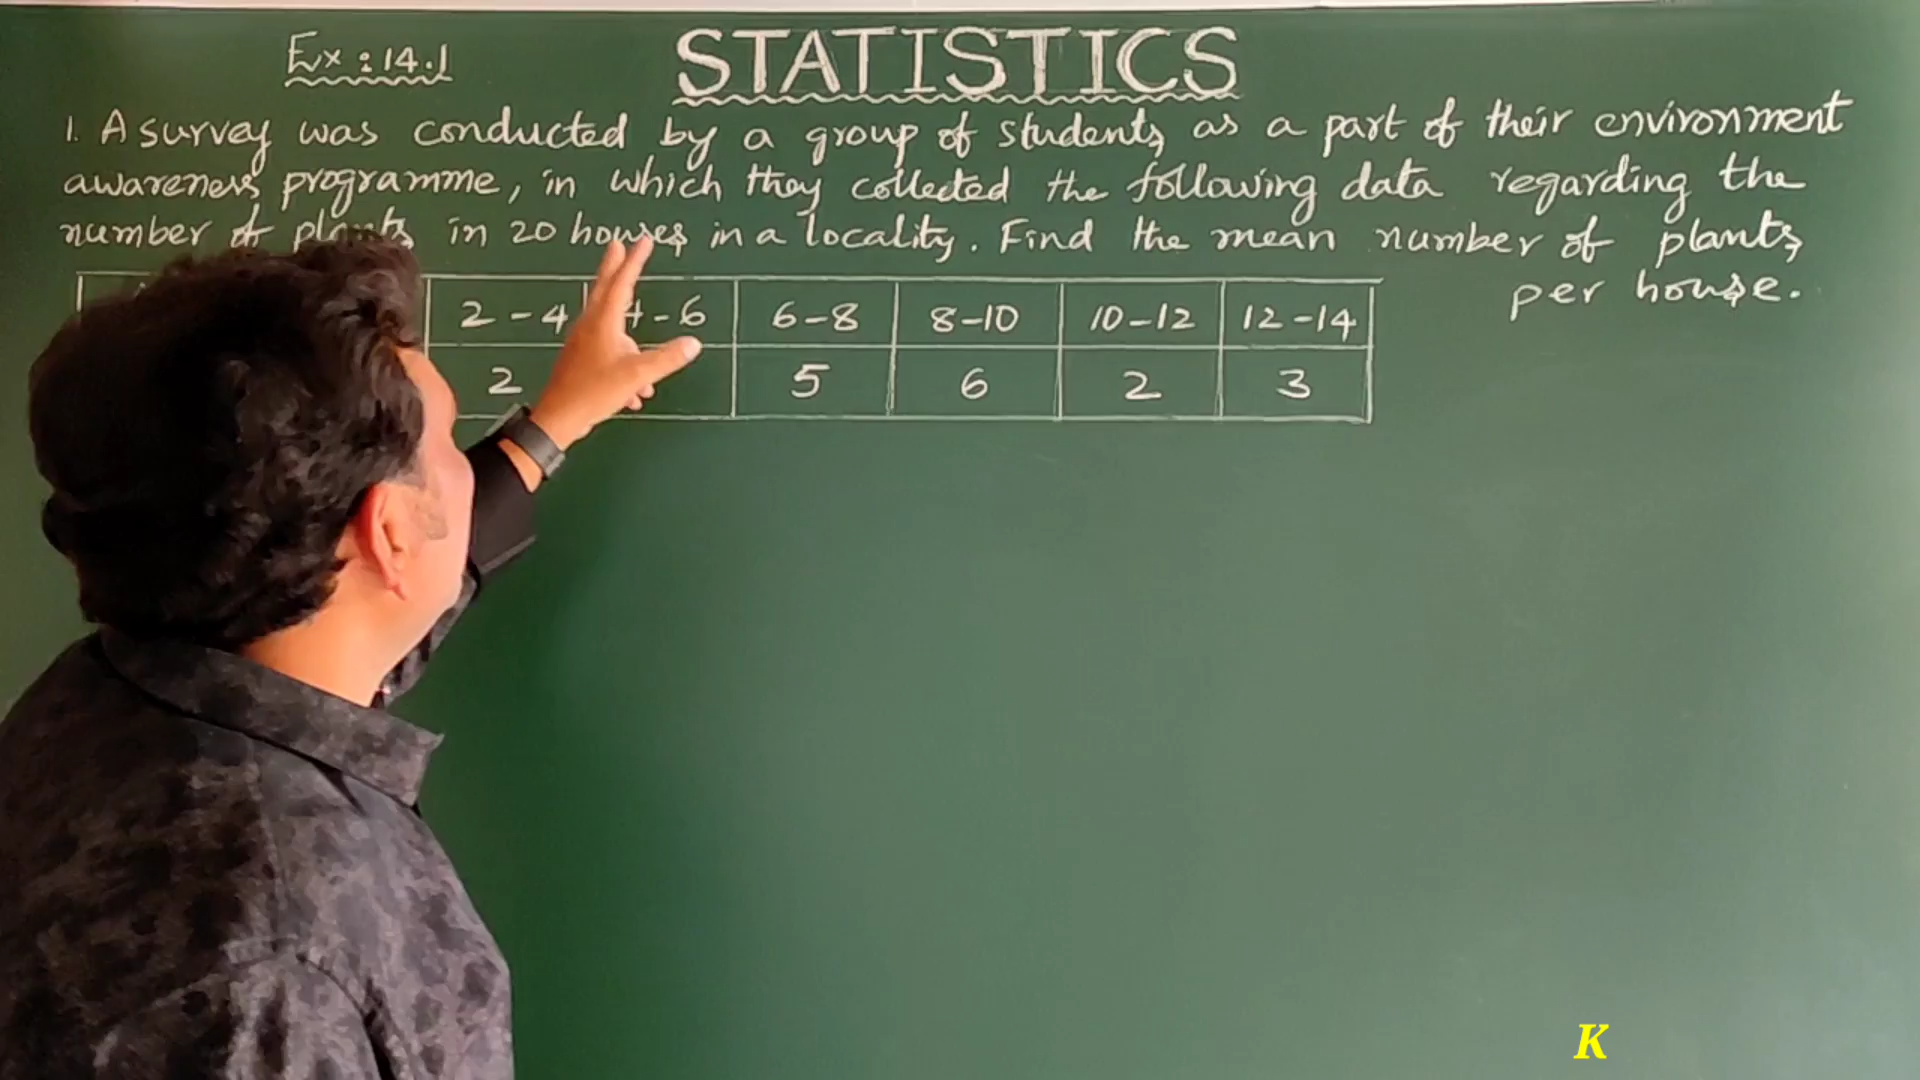 Ex : 14.1
STATISTICS
1. A survey was conducted by a group of students as a part of their environment
awareness programme, in which they collected the following data regarding the
number of plants in 20 houses in a locality. Find the mean number of plants
per house.
2-4 4-6 6-8 8-10 10-12 12-14
2 5 6 2 3
K